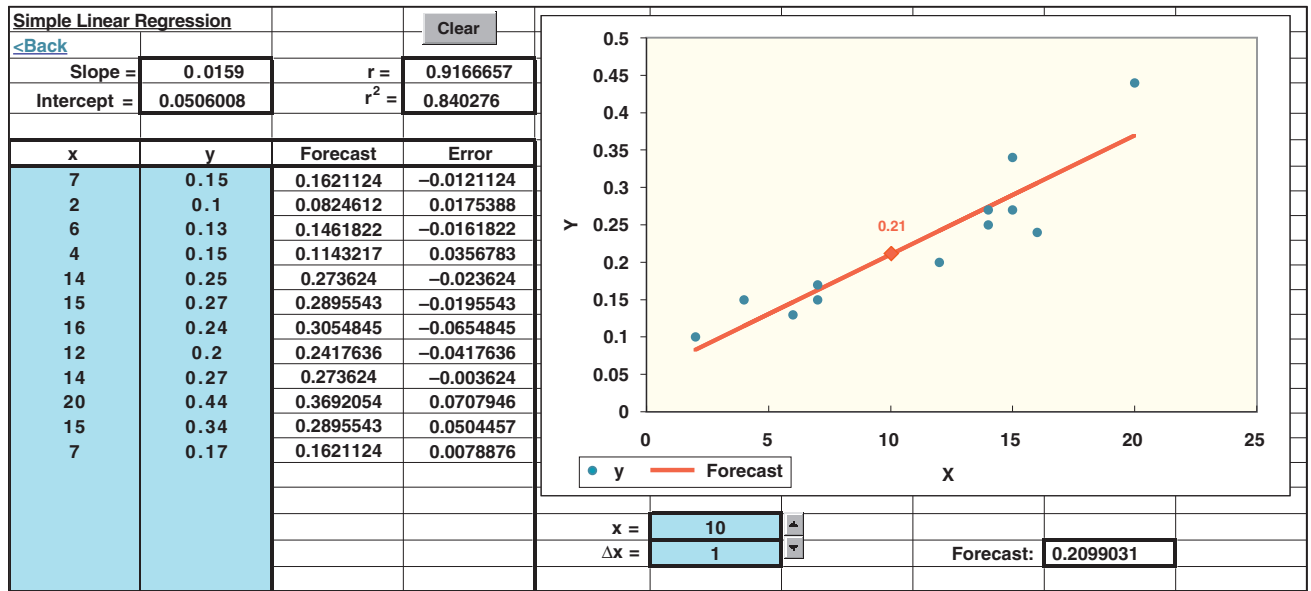 Simple Linear Regression
Clear
<Back
Slope = 0.0159 r = 0.9166657
Intercept = 0.0506008 r² = 0.840276
x y Forecast Error
7 0.15 0.1621124 –0.0121124
2 0.1 0.0824612 0.0175388
6 0.13 0.1461822 –0.0161822
4 0.15 0.1143217 0.0356783
14 0.25 0.273624 –0.023624
15 0.27 0.2895543 –0.0195543
16 0.24 0.3054845 –0.0654845
12 0.2 0.2417636 –0.0417636
14 0.27 0.273624 –0.003624
20 0.44 0.3692054 0.0707946
15 0.34 0.2895543 0.0504457
7 0.17 0.1621124 0.0078876
0.5
0.45
0.4
0.35
0.3
0.25
0.2
0.15
0.1
0.05
0
Y
0.21
0 5 10 15 20 25
X
y Forecast
x = 10
Δx = 1
Forecast: 0.2099031